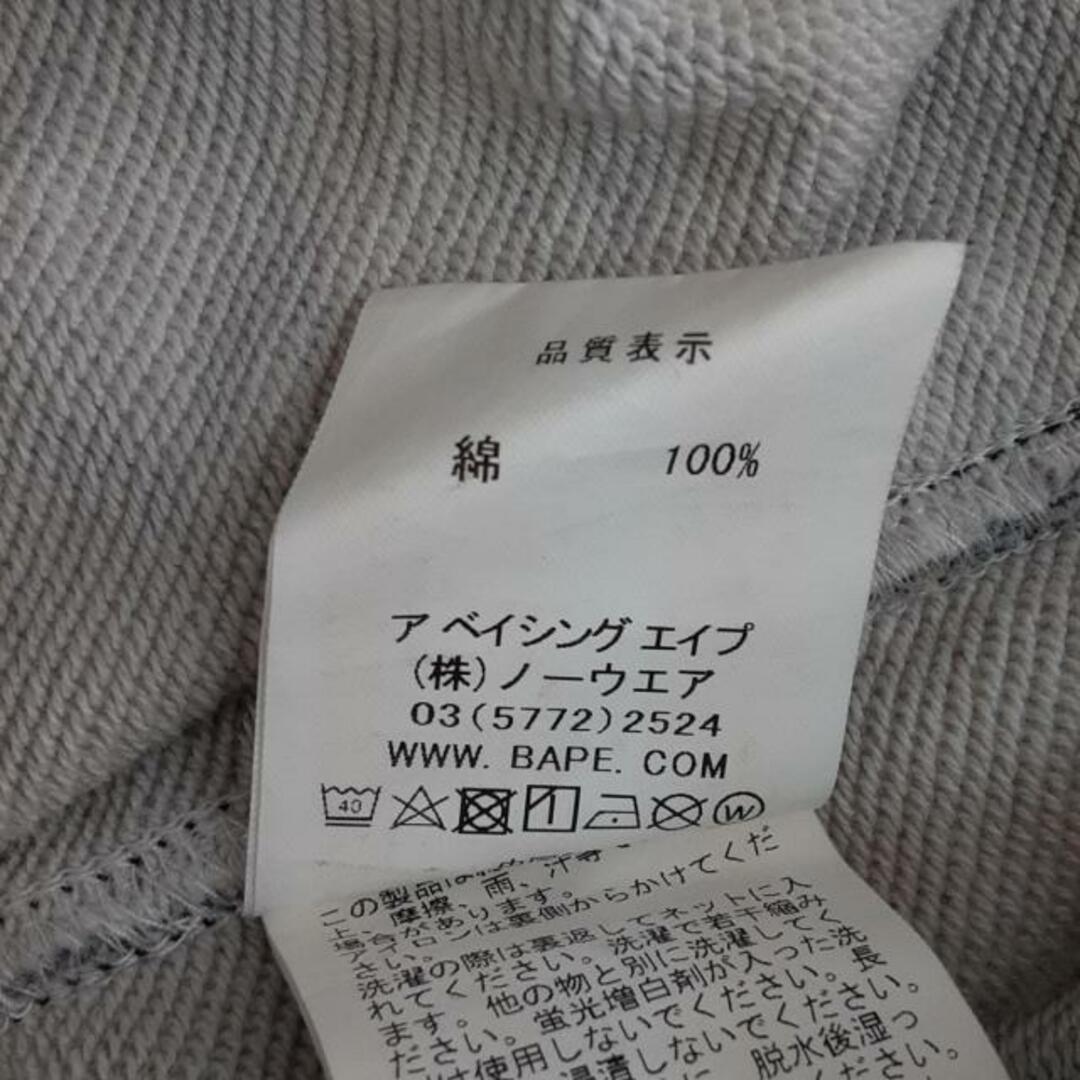 品質表示
綿 100%
ア ベイシング エイプ
(株)ノーウエア
03(5772)2524
WWW. BAPE. COM
40 W
この製品は
上、摩擦、雨、汗等
場合があります。
アイロンは裏側からかけてくだ
さい。
洗濯の際は裏返してネットに入
れてください。洗濯で若干縮み
ます。他の物と別に洗濯してく
ださい。蛍光増白剤が入った洗
は使用しないでください。長
浸漬しないでください。
に、脱水後湿っ
ください。